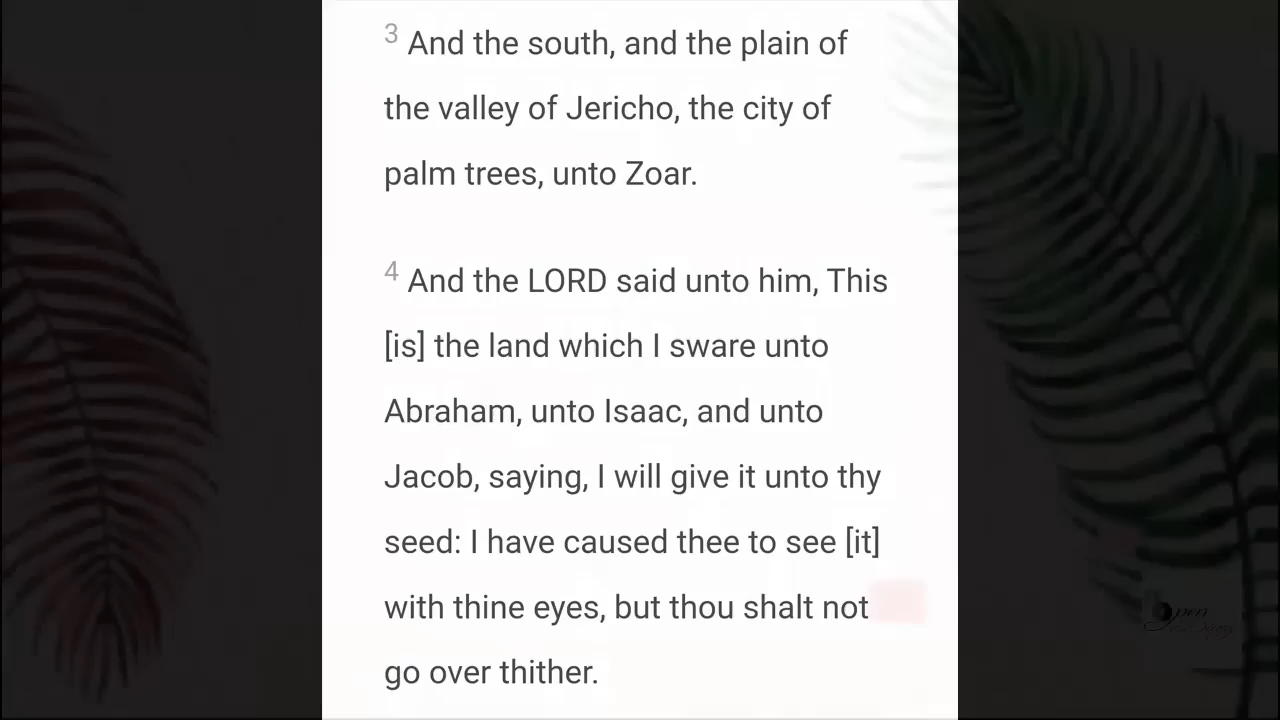 3 And the south, and the plain of
the valley of Jericho, the city of
palm trees, unto Zoar.
4 And the LORD said unto him, This
[is] the land which I sware unto
Abraham, unto Isaac, and unto
Jacob, saying, I will give it unto thy
seed: I have caused thee to see [it]
with thine eyes, but thou shalt not
go over thither.